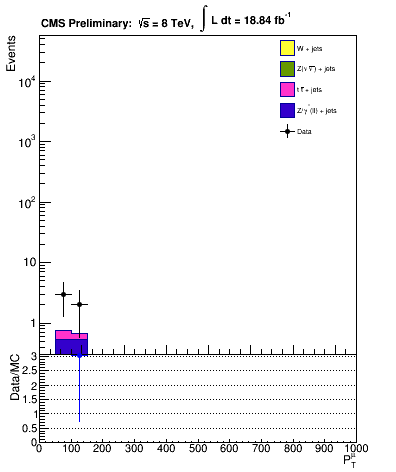 CMS Preliminary: √s = 8 TeV, ∫ L dt = 18.84 fb⁻¹
Events
W + jets
Z(ν ν̄) + jets
t t̄ + jets
Z/γ*(ll) + jets
Data
10⁴
10³
10²
10
1
Data/MC
3
2.5
2
1.5
1
0.5
0
0 100 200 300 400 500 600 700 800 900 1000
P_T^μ